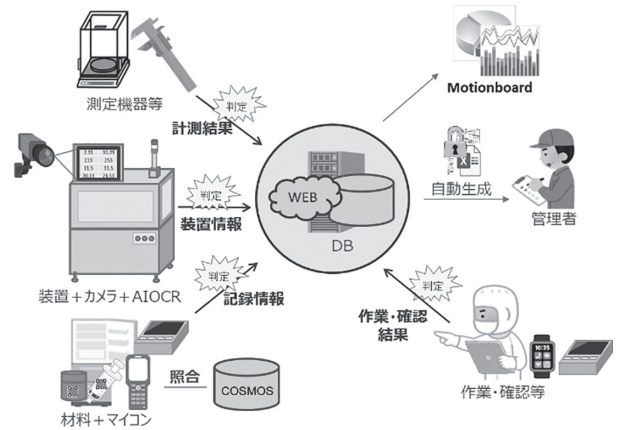 測定機器等
判定
計測結果
Motionboard
判定
装置情報
WEB
DB
自動生成
管理者
装置+カメラ+AIOCR
判定
記録情報
判定
作業・確認
結果
照合
COSMOS
材料+マイコン
10:35
作業・確認等